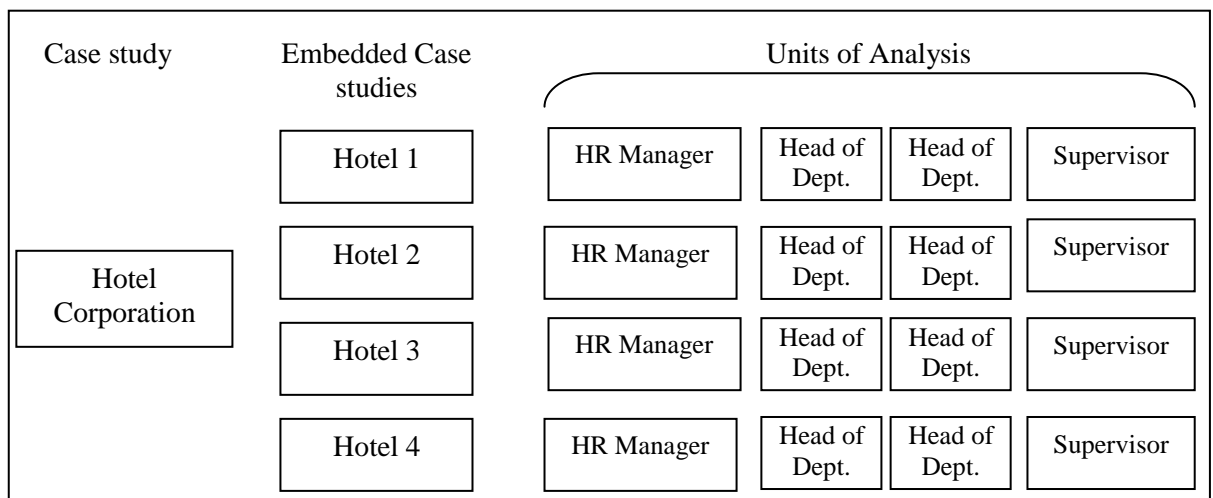 Case study
Embedded Case
studies
Units of Analysis
Hotel 1
HR Manager
Head of
Dept.
Head of
Dept.
Supervisor
Hotel 2
HR Manager
Head of
Dept.
Head of
Dept.
Supervisor
Hotel
Corporation
Hotel 3
HR Manager
Head of
Dept.
Head of
Dept.
Supervisor
Hotel 4
HR Manager
Head of
Dept.
Head of
Dept.
Supervisor